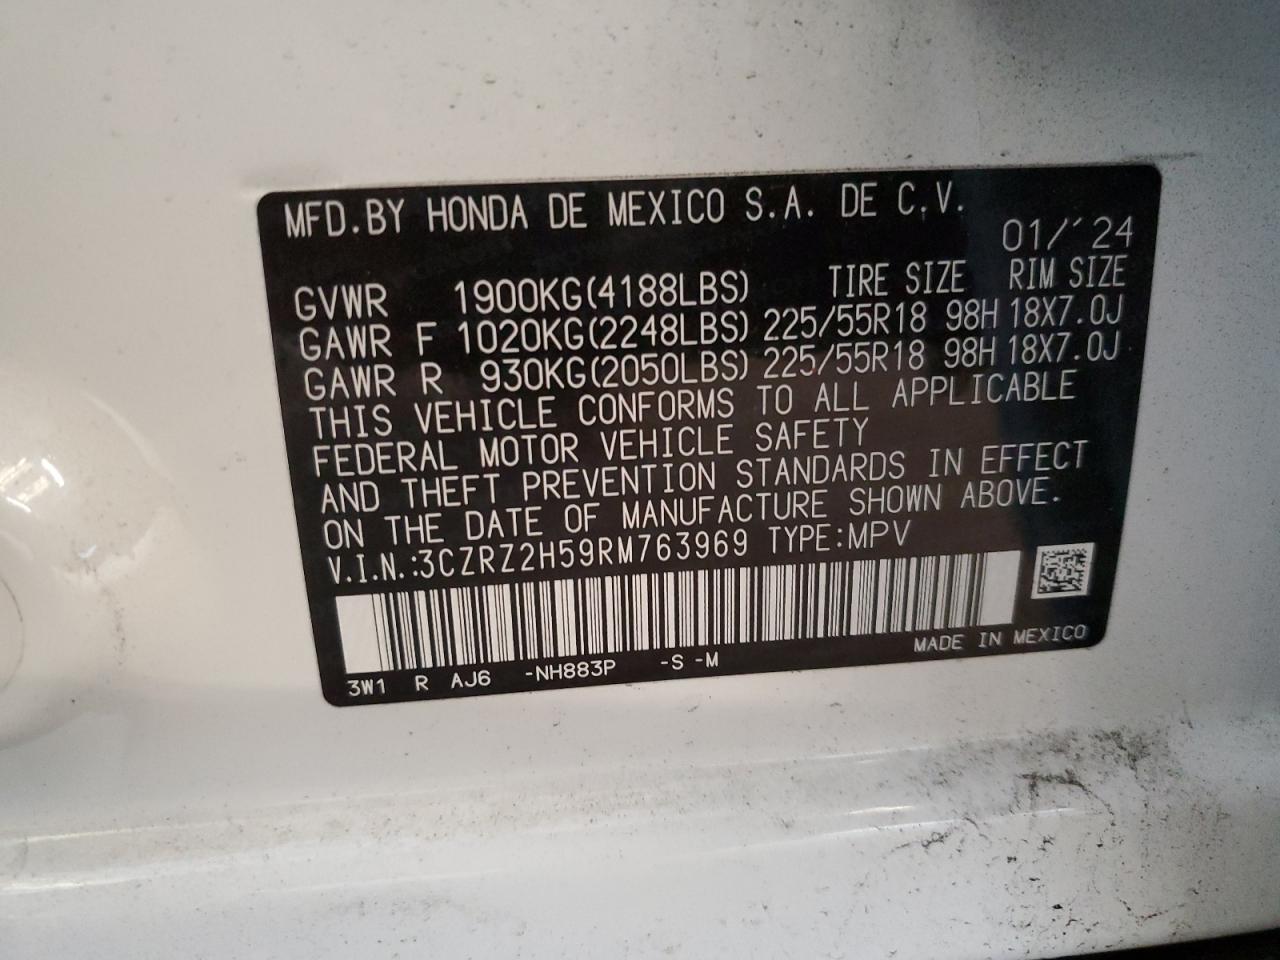 MFD.BY HONDA DE MEXICO S.A. DE C.V.
01/´24
GVWR 1900KG(4188LBS) TIRE SIZE RIM SIZE
GAWR F 1020KG(2248LBS) 225/55R18 98H 18X7.0J
GAWR R 930KG(2050LBS) 225/55R18 98H 18X7.0J
THIS VEHICLE CONFORMS TO ALL APPLICABLE
FEDERAL MOTOR VEHICLE SAFETY
AND THEFT PREVENTION STANDARDS IN EFFECT
ON THE DATE OF MANUFACTURE SHOWN ABOVE.
V.I.N.:3CZRZ2H59RM763969 TYPE:MPV
MADE IN MEXICO
3W1 R AJ6 -NH883P -S -M